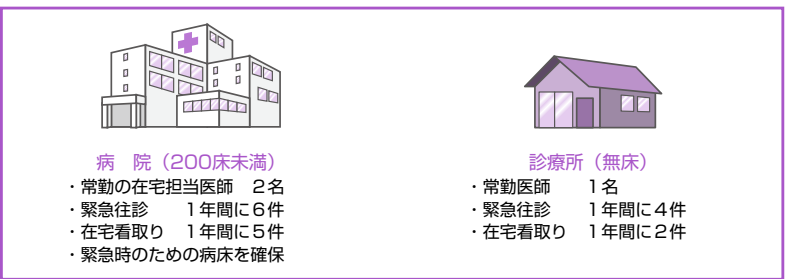 病　院（200床未満）
・常勤の在宅担当医師　２名
・緊急往診　　１年間に６件
・在宅看取り　１年間に５件
・緊急時のための病床を確保
診療所（無床）
・常勤医師　　１名
・緊急往診　　１年間に４件
・在宅看取り　１年間に２件